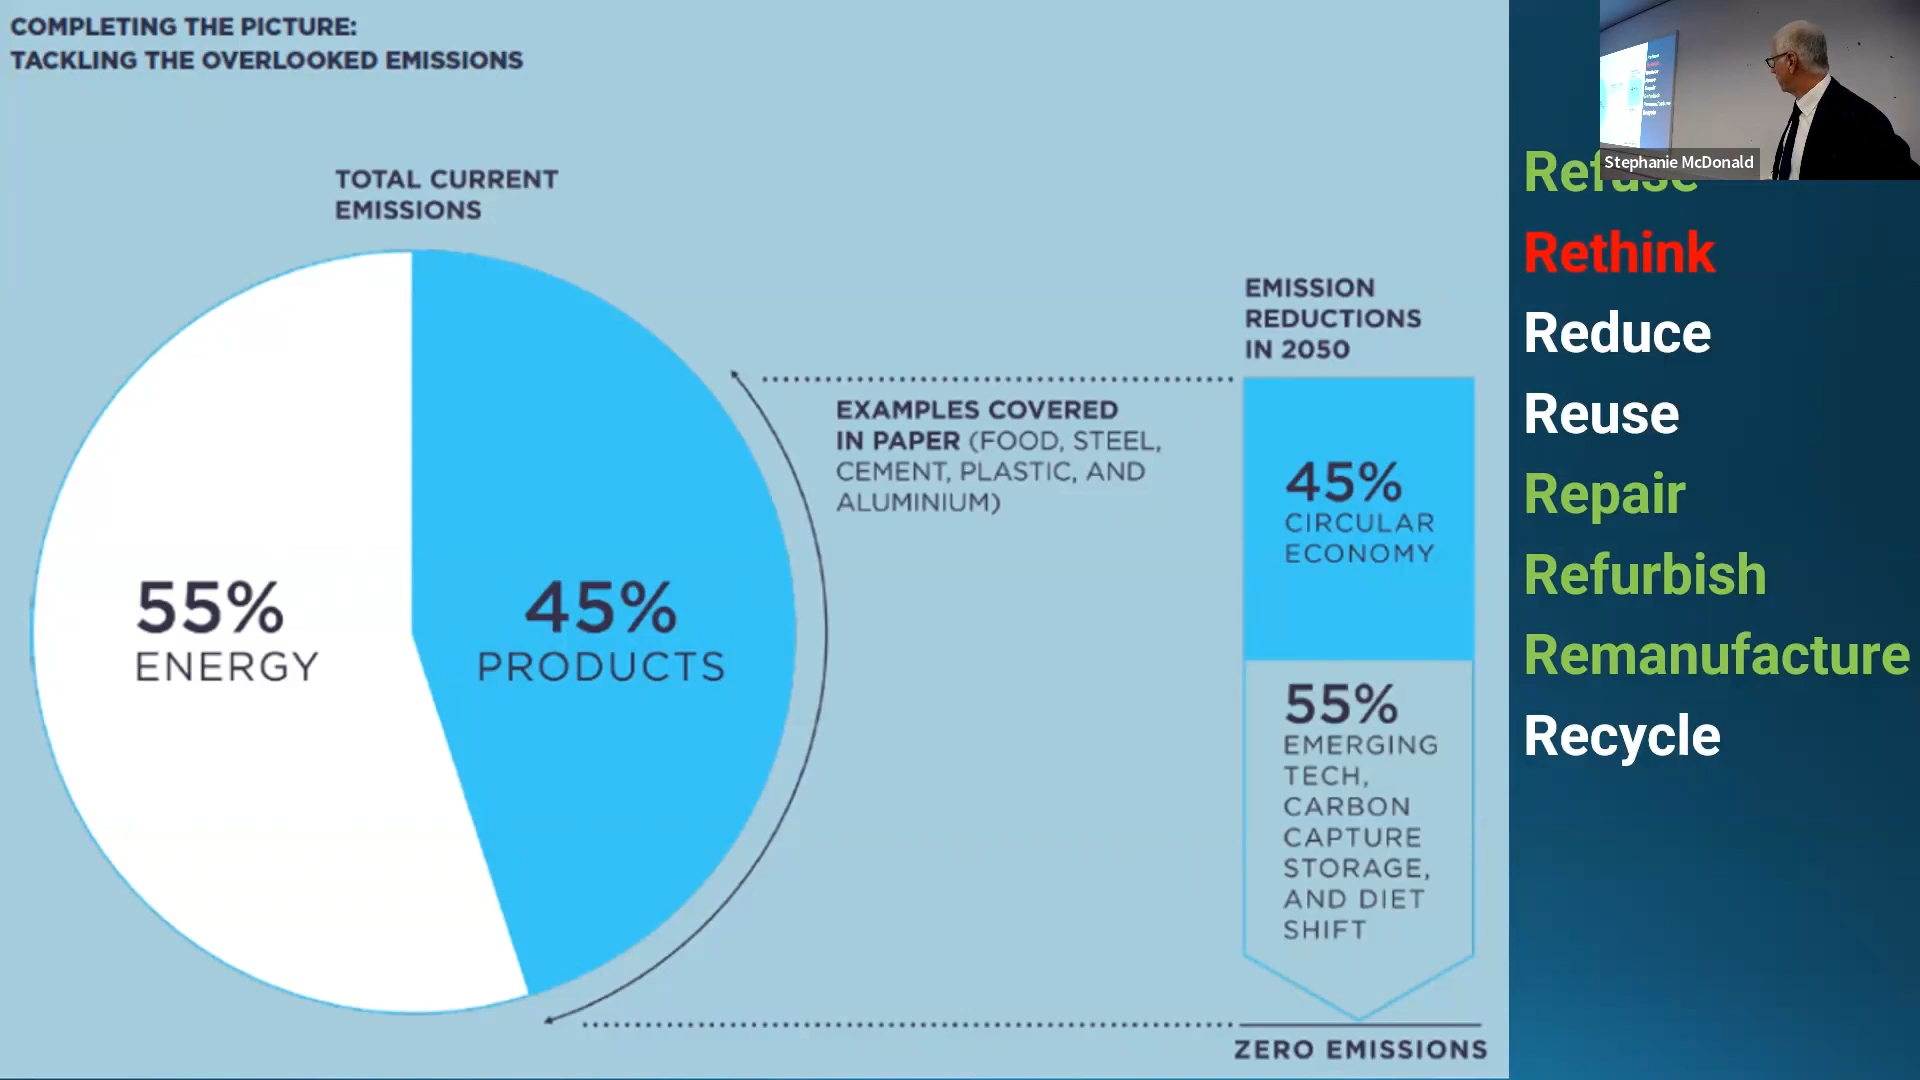 COMPLETING THE PICTURE:
TACKLING THE OVERLOOKED EMISSIONS
TOTAL CURRENT
EMISSIONS
55%
ENERGY
45%
PRODUCTS
EXAMPLES COVERED
IN PAPER (FOOD, STEEL,
CEMENT, PLASTIC, AND
ALUMINIUM)
EMISSION
REDUCTIONS
IN 2050
45%
CIRCULAR
ECONOMY
55%
EMERGING
TECH,
CARBON
CAPTURE
STORAGE,
AND DIET
SHIFT
ZERO EMISSIONS
Stephanie McDonald
Refuse
Rethink
Reduce
Reuse
Repair
Refurbish
Remanufacture
Recycle